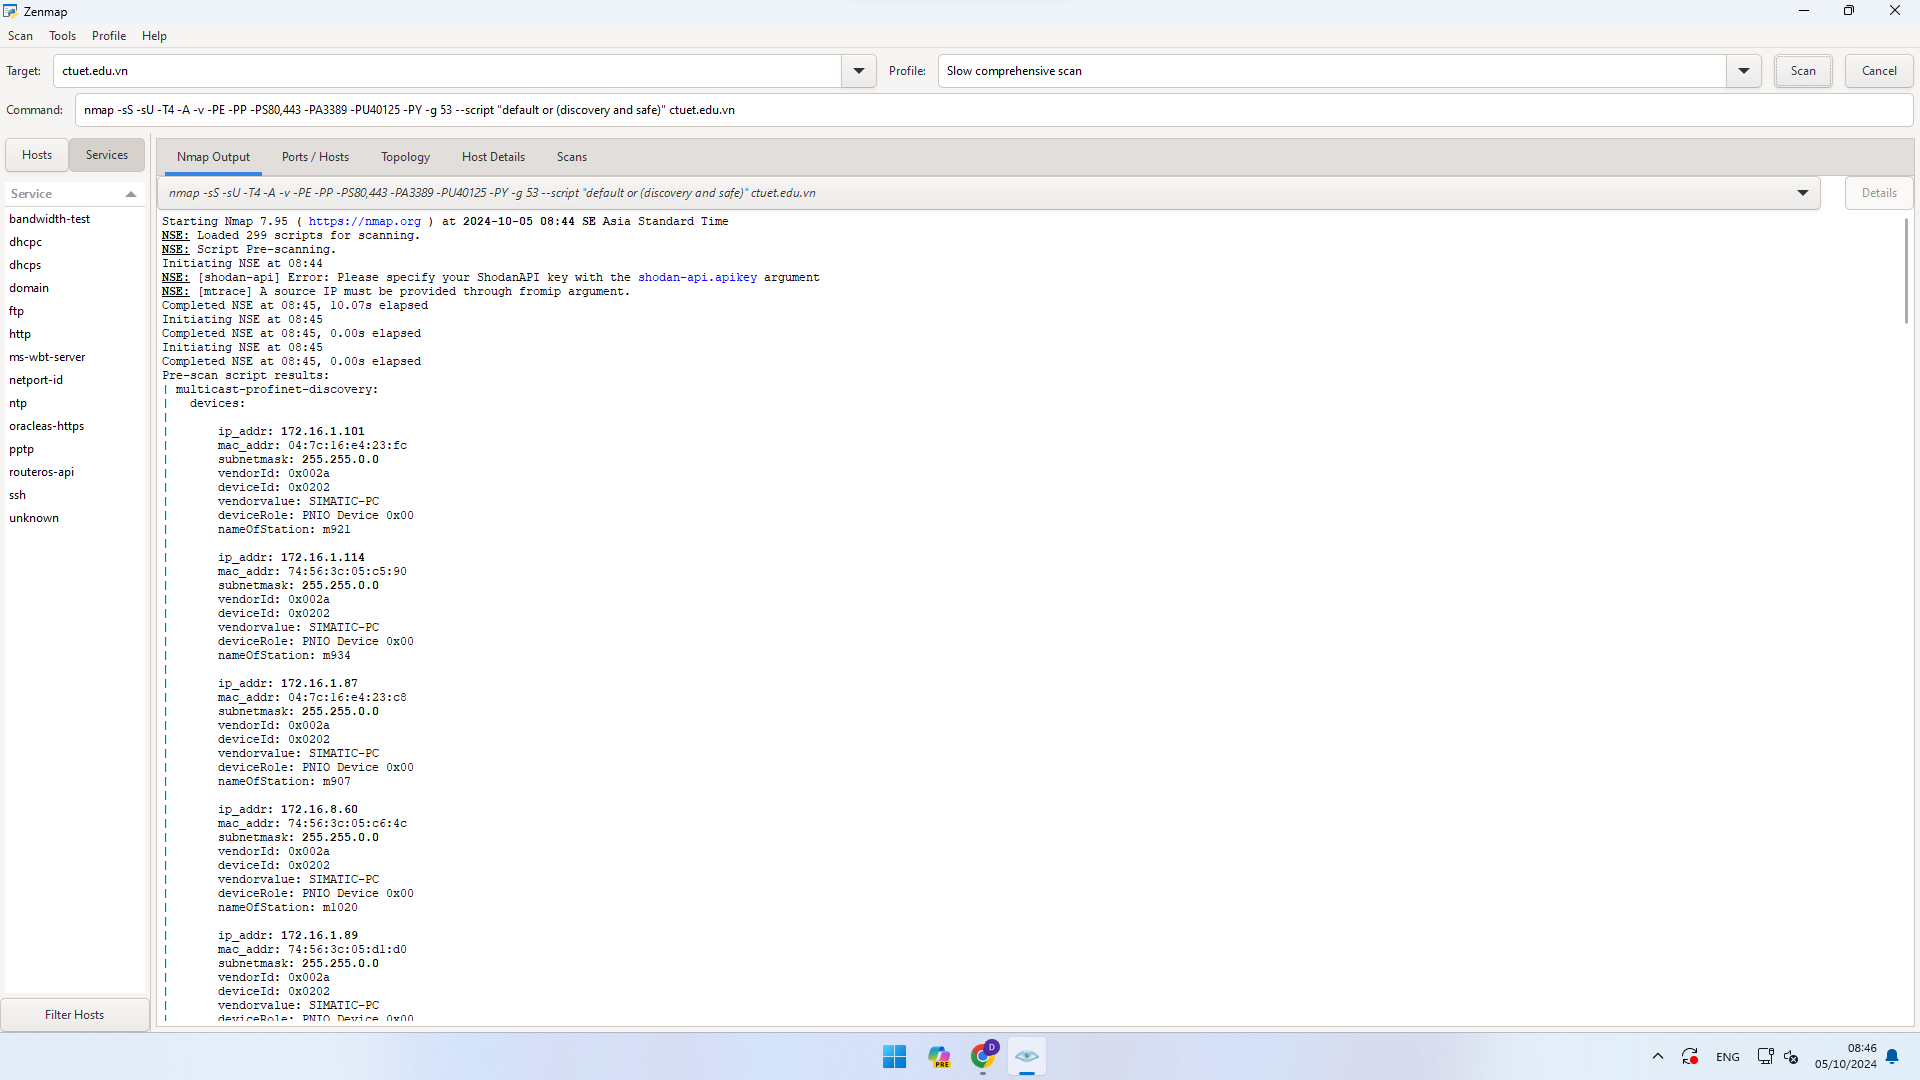 Zenmap
Scan Tools Profile Help
Target: ctuet.edu.vn Profile: Slow comprehensive scan Scan Cancel
Command: nmap -sS -sU -T4 -A -v -PE -PP -PS80,443 -PA3389 -PU40125 -PY -g 53 --script "default or (discovery and safe)" ctuet.edu.vn
Hosts Services
Service
bandwidth-test
dhcpc
dhcps
domain
ftp
http
ms-wbt-server
netport-id
ntp
oracleas-https
pptp
routeros-api
ssh
unknown
Filter Hosts
Nmap Output Ports / Hosts Topology Host Details Scans
nmap -sS -sU -T4 -A -v -PE -PP -PS80,443 -PA3389 -PU40125 -PY -g 53 --script "default or (discovery and safe)" ctuet.edu.vn Details
Starting Nmap 7.95 ( https://nmap.org ) at 2024-10-05 08:44 SE Asia Standard Time
NSE: Loaded 299 scripts for scanning.
NSE: Script Pre-scanning.
Initiating NSE at 08:44
NSE: [shodan-api] Error: Please specify your ShodanAPI key with the shodan-api.apikey argument
NSE: [mtrace] A source IP must be provided through fromip argument.
Completed NSE at 08:45, 10.07s elapsed
Initiating NSE at 08:45
Completed NSE at 08:45, 0.00s elapsed
Initiating NSE at 08:45
Completed NSE at 08:45, 0.00s elapsed
Pre-scan script results:
| multicast-profinet-discovery:
|   devices:
|
|       ip_addr: 172.16.1.101
|       mac_addr: 04:7c:16:e4:23:fc
|       subnetmask: 255.255.0.0
|       vendorId: 0x002a
|       deviceId: 0x0202
|       vendorvalue: SIMATIC-PC
|       deviceRole: PNIO Device 0x00
|       nameOfStation: m921
|
|       ip_addr: 172.16.1.114
|       mac_addr: 74:56:3c:05:c5:90
|       subnetmask: 255.255.0.0
|       vendorId: 0x002a
|       deviceId: 0x0202
|       vendorvalue: SIMATIC-PC
|       deviceRole: PNIO Device 0x00
|       nameOfStation: m934
|
|       ip_addr: 172.16.1.87
|       mac_addr: 04:7c:16:e4:23:c8
|       subnetmask: 255.255.0.0
|       vendorId: 0x002a
|       deviceId: 0x0202
|       vendorvalue: SIMATIC-PC
|       deviceRole: PNIO Device 0x00
|       nameOfStation: m907
|
|       ip_addr: 172.16.8.60
|       mac_addr: 74:56:3c:05:c6:4c
|       subnetmask: 255.255.0.0
|       vendorId: 0x002a
|       deviceId: 0x0202
|       vendorvalue: SIMATIC-PC
|       deviceRole: PNIO Device 0x00
|       nameOfStation: m1020
|
|       ip_addr: 172.16.1.89
|       mac_addr: 74:56:3c:05:d1:d0
|       subnetmask: 255.255.0.0
|       vendorId: 0x002a
|       deviceId: 0x0202
|       vendorvalue: SIMATIC-PC
|       deviceRole: PNIO Device 0x00
PRE
D
ENG
08:46
05/10/2024